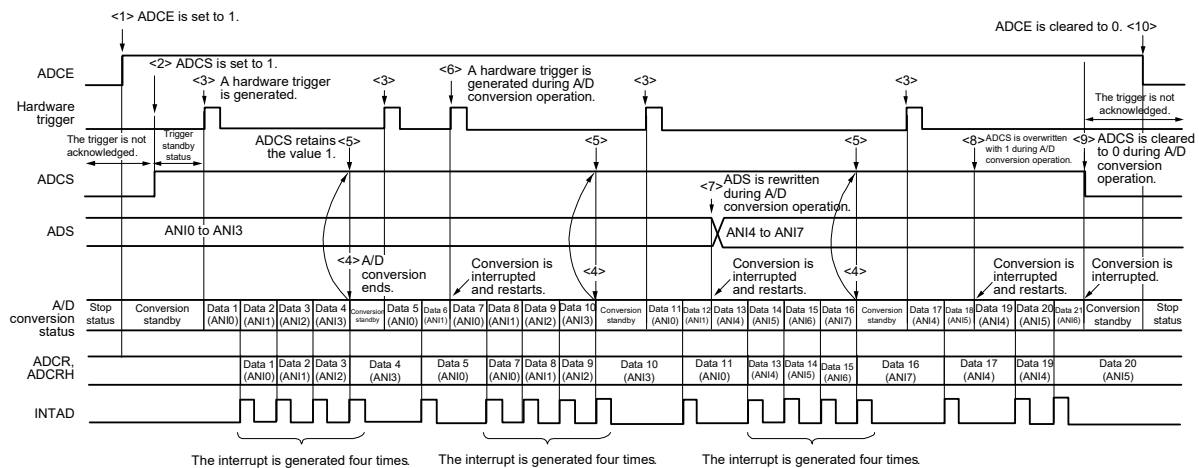 <1> ADCE is set to 1.
ADCE is cleared to 0. <10>
ADCE
<2> ADCS is set to 1.
<3> A hardware trigger
is generated.
<3>
<6> A hardware trigger is
generated during A/D
conversion operation.
<3>
<3>
The trigger is not
acknowledged.
Hardware
trigger
The trigger is not
acknowledged.
Trigger
standby
status
ADCS retains
the value 1.
<5>
<5>
<5>
<8> ADCS is overwritten
with 1 during A/D
conversion operation.
<9> ADCS is cleared
to 0 during A/D
conversion
operation.
ADCS
<7> ADS is rewritten
during A/D
conversion operation.
ADS
ANI0 to ANI3
ANI4 to ANI7
<4> A/D
conversion
ends.
Conversion is
interrupted
and restarts.
<4>
Conversion is
interrupted
and restarts.
<4>
Conversion is
interrupted
and restarts.
Conversion is
interrupted.
A/D
conversion
status
Stop
status
Conversion
standby
Data 1
(ANI0)
Data 2
(ANI1)
Data 3
(ANI2)
Data 4
(ANI3)
Conversion
standby
Data 5
(ANI0)
Data 6
(ANI1)
Data 7
(ANI0)
Data 8
(ANI1)
Data 9
(ANI2)
Data 10
(ANI3)
Conversion
standby
Data 11
(ANI0)
Data 12
(ANI1)
Data 13
(ANI4)
Data 14
(ANI5)
Data 15
(ANI6)
Data 16
(ANI7)
Conversion
standby
Data 17
(ANI4)
Data 18
(ANI5)
Data 19
(ANI4)
Data 20
(ANI5)
Data 21
(ANI6)
Conversion
standby
Stop
status
ADCR,
ADCRH
Data 1
(ANI0)
Data 2
(ANI1)
Data 3
(ANI2)
Data 4
(ANI3)
Data 5
(ANI0)
Data 7
(ANI0)
Data 8
(ANI1)
Data 9
(ANI2)
Data 10
(ANI3)
Data 11
(ANI0)
Data 13
(ANI4)
Data 14
(ANI5)
Data 15
(ANI6)
Data 16
(ANI7)
Data 17
(ANI4)
Data 19
(ANI4)
Data 20
(ANI5)
INTAD
The interrupt is generated four times.
The interrupt is generated four times.
The interrupt is generated four times.